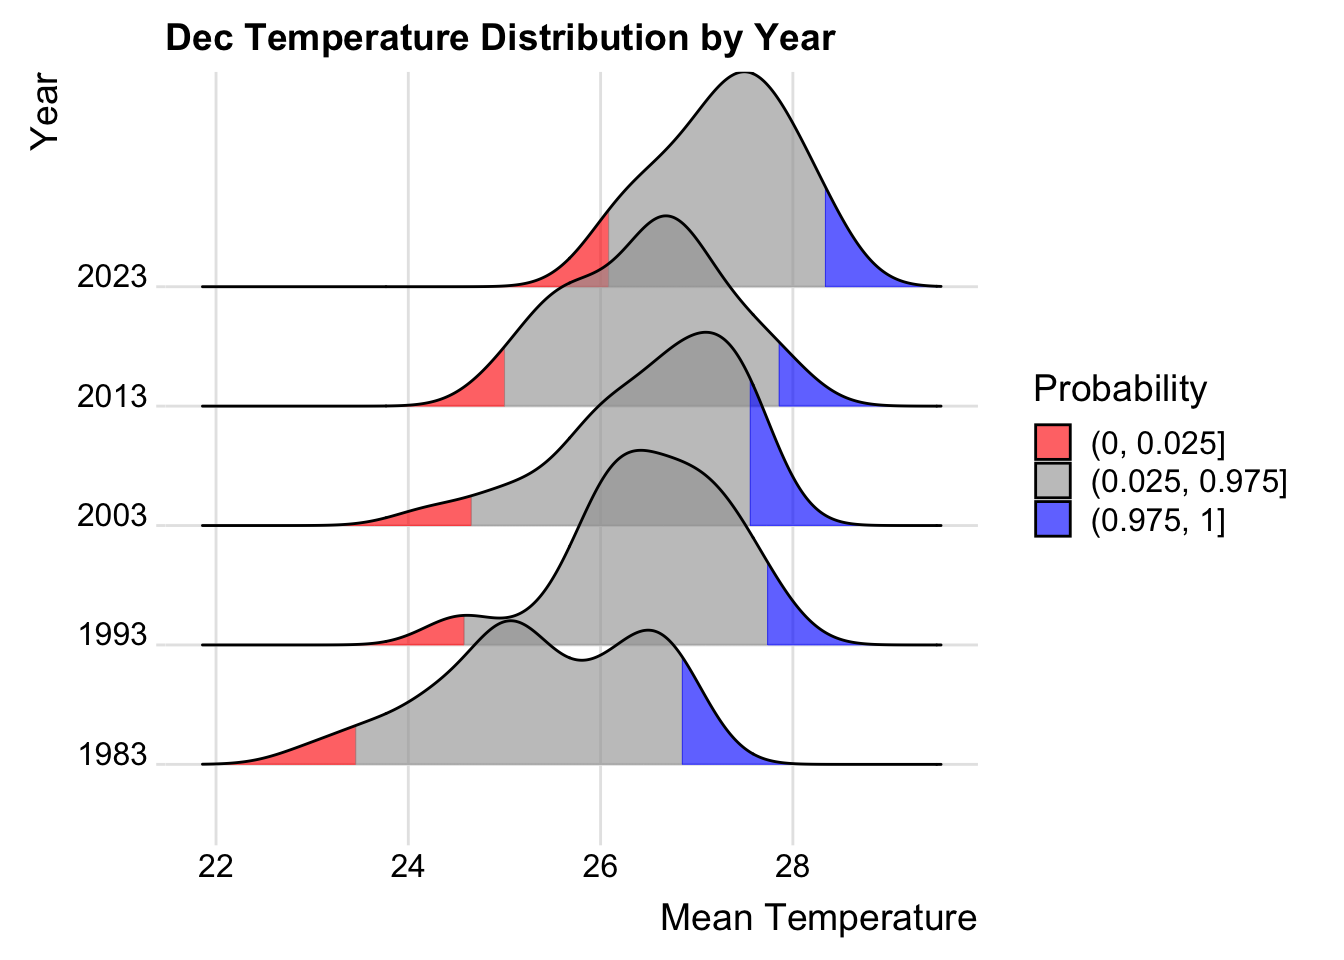 Dec Temperature Distribution by Year
Year
2023
2013
2003
1993
1983
22 24 26 28
Mean Temperature
Probability
(0, 0.025]
(0.025, 0.975]
(0.975, 1]